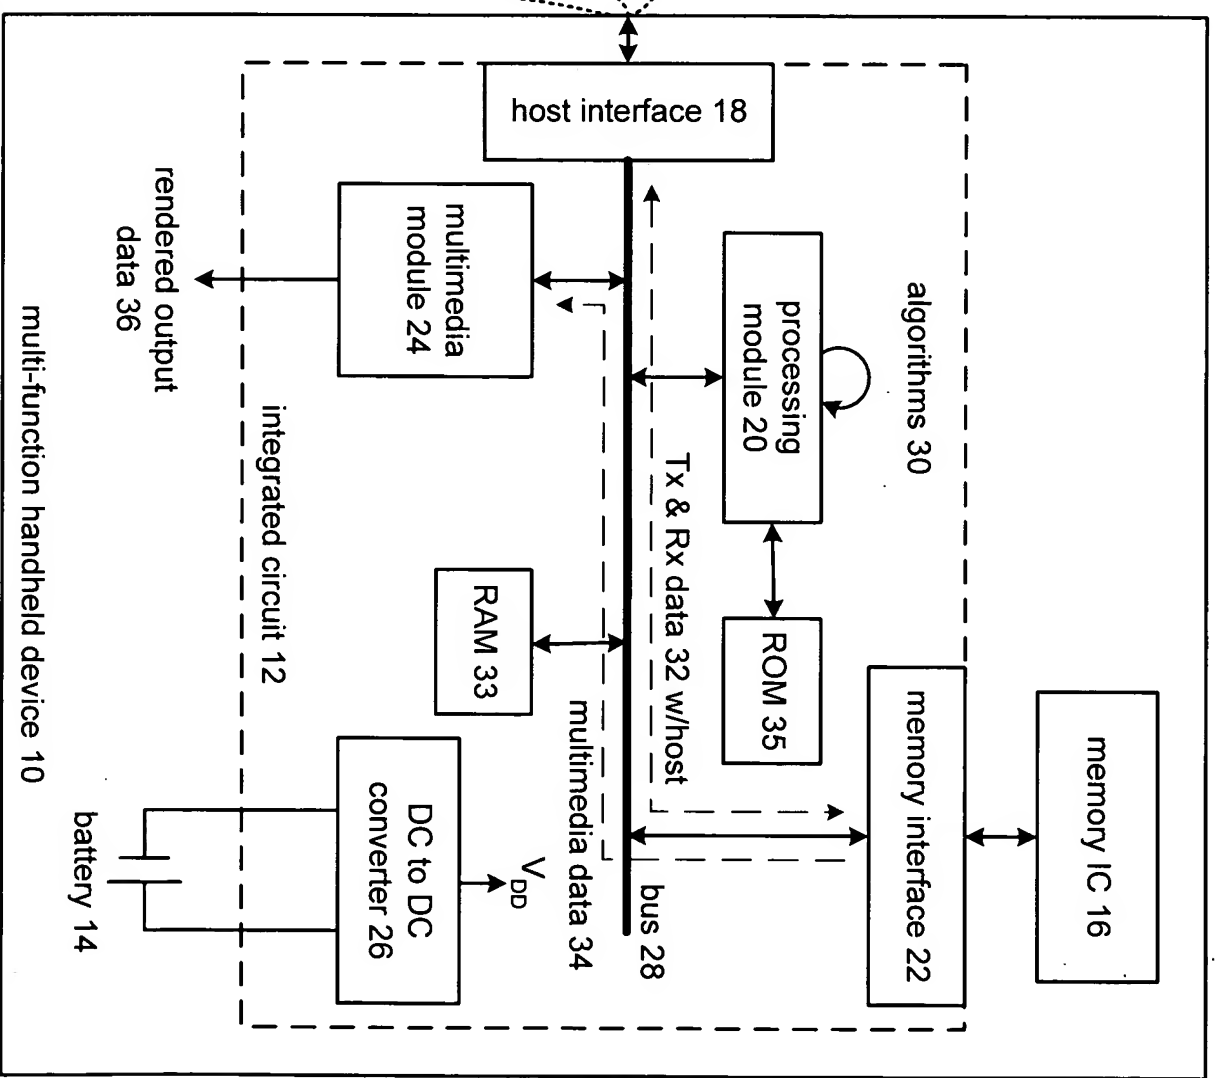 host interface 18
multimedia
module 24
rendered output
data 36
processing
module 20
algorithms 30
Tx & Rx data 32 w/host
ROM 35
RAM 33
memory interface 22
memory IC 16
multimedia data 34
bus 28
DC to DC
converter 26
VDD
battery 14
integrated circuit 12
multi-function handheld device 10